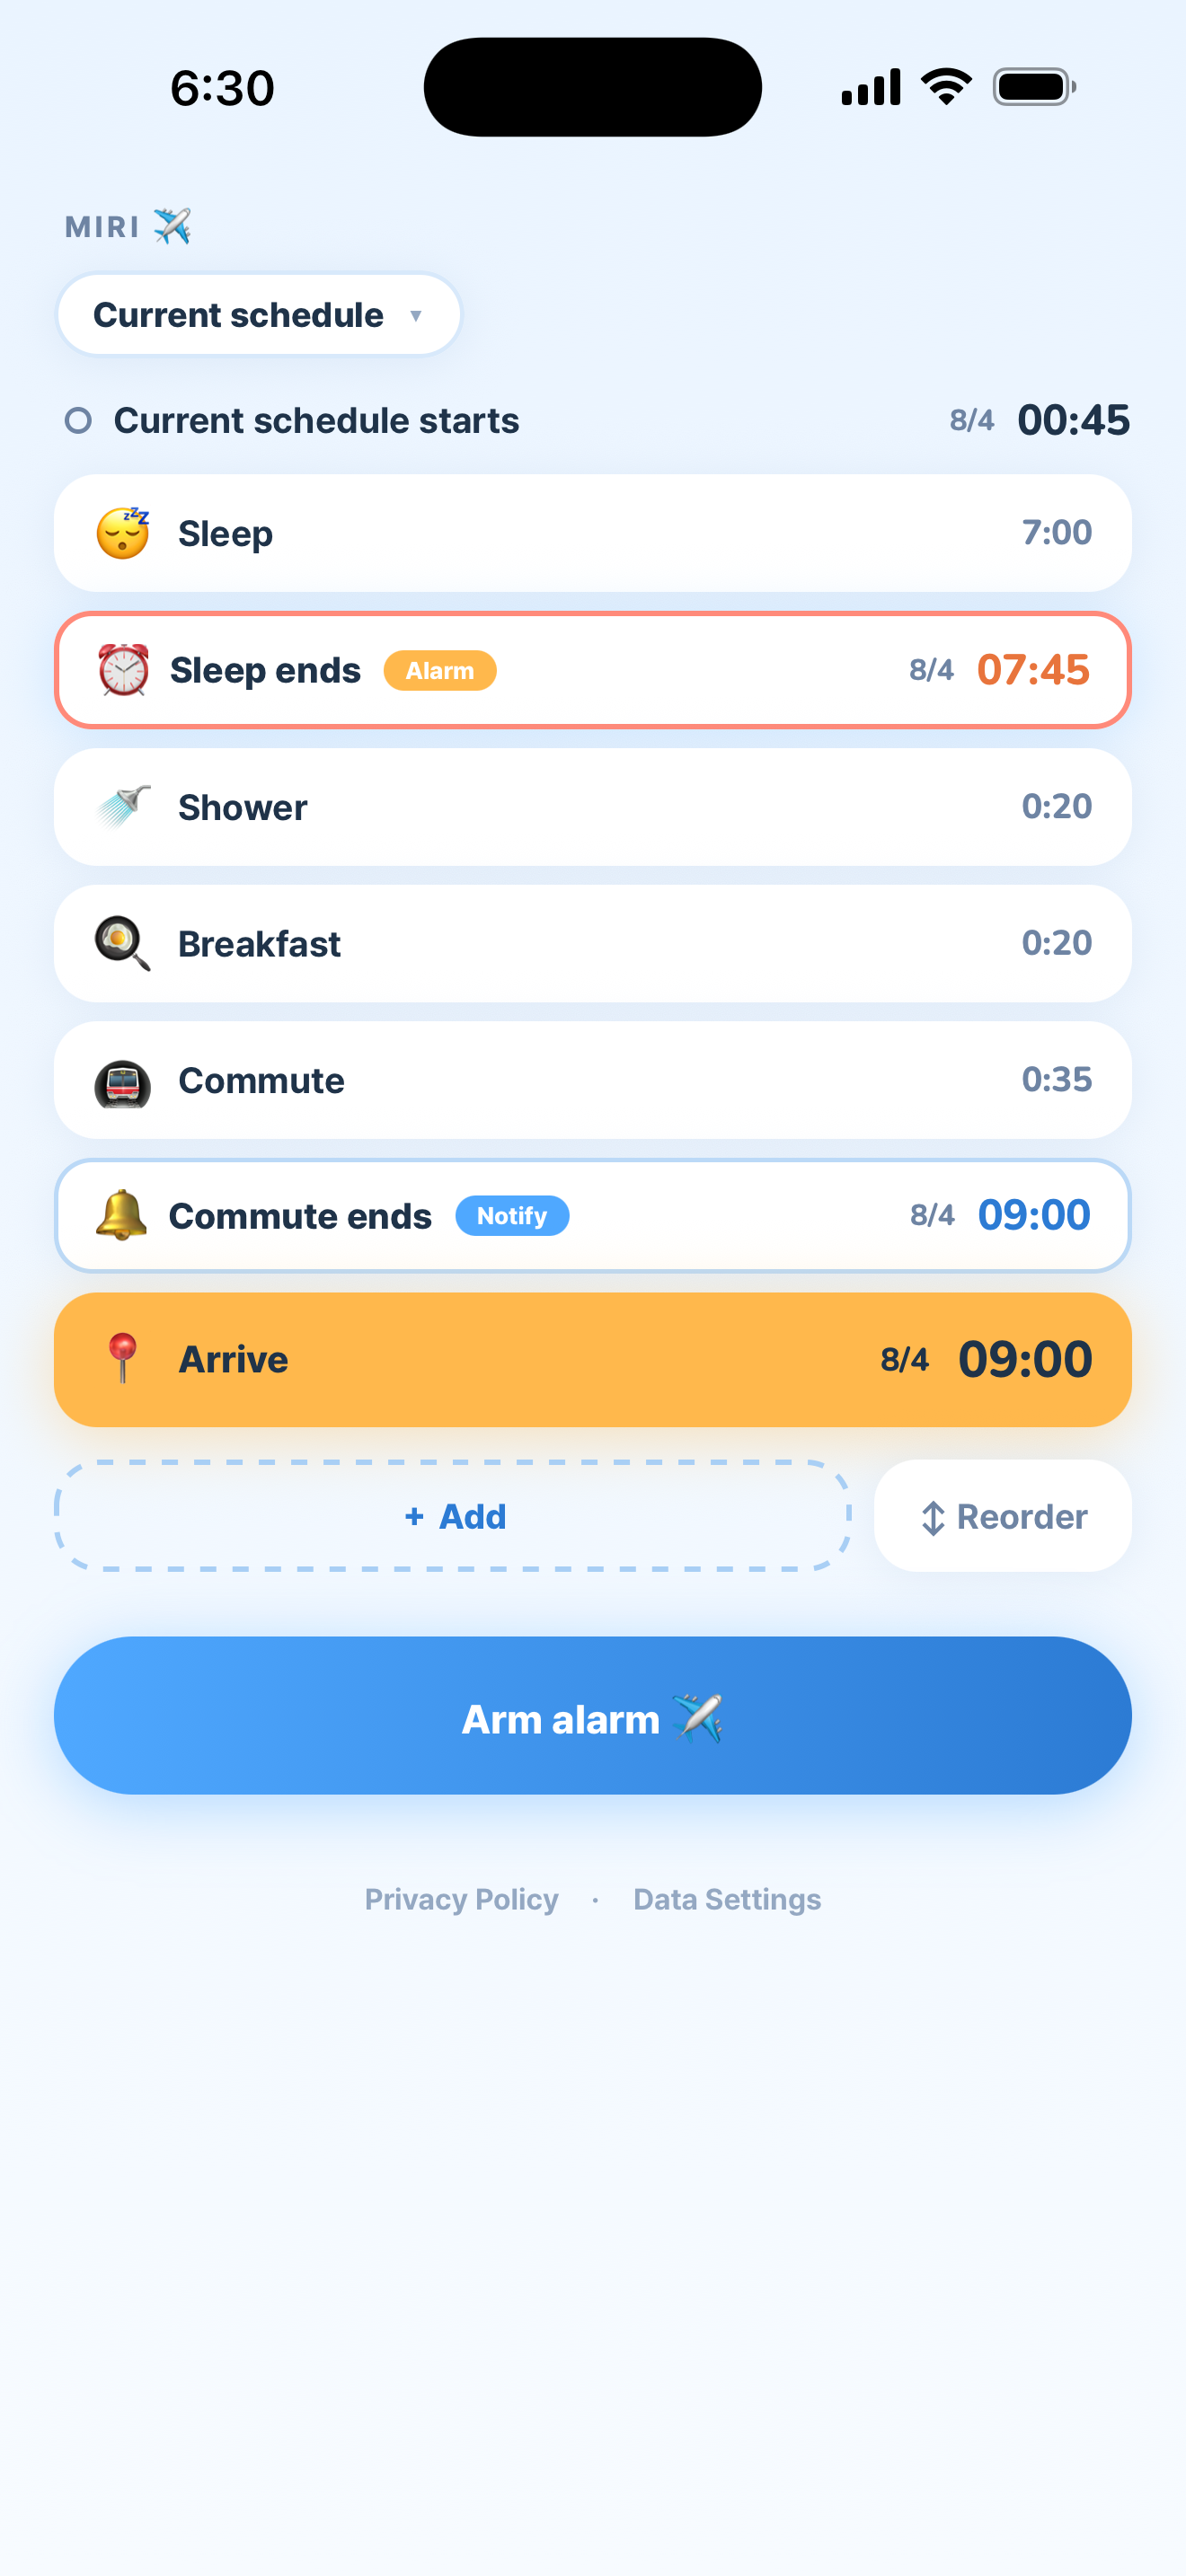 6:30
MIRI ✈️
Current schedule ▼
Current schedule starts 8/4 00:45
Sleep 7:00
Sleep ends Alarm 8/4 07:45
Shower 0:20
Breakfast 0:20
Commute 0:35
Commute ends Notify 8/4 09:00
Arrive 8/4 09:00
+ Add ↕ Reorder
Arm alarm ✈️
Privacy Policy · Data Settings